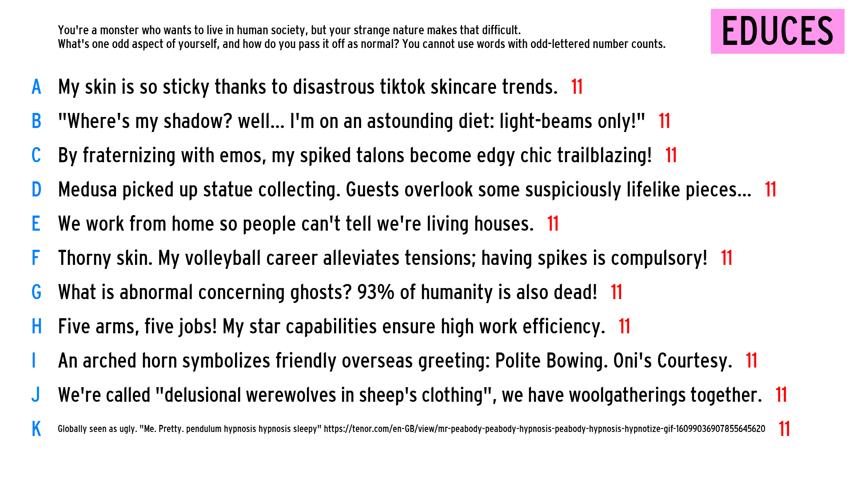 You're a monster who wants to live in human society, but your strange nature makes that difficult.
What's one odd aspect of yourself, and how do you pass it off as normal? You cannot use words with odd-lettered number counts.
EDUCES
A My skin is so sticky thanks to disastrous tiktok skincare trends. 11
B "Where's my shadow? well... I'm on an astounding diet: light-beams only!" 11
C By fraternizing with emos, my spiked talons become edgy chic trailblazing! 11
D Medusa picked up statue collecting. Guests overlook some suspiciously lifelike pieces... 11
E We work from home so people can't tell we're living houses. 11
F Thorny skin. My volleyball career alleviates tensions; having spikes is compulsory! 11
G What is abnormal concerning ghosts? 93% of humanity is also dead! 11
H Five arms, five jobs! My star capabilities ensure high work efficiency. 11
I An arched horn symbolizes friendly overseas greeting: Polite Bowing. Oni's Courtesy. 11
J We're called "delusional werewolves in sheep's clothing", we have woolgatherings together. 11
K Globally seen as ugly. "Me. Pretty. pendulum hypnosis hypnosis sleepy" https://tenor.com/en-GB/view/mr-peabody-peabody-hypnosis-peabody-hypnosis-hypnotize-gif-16099036907855645620 11